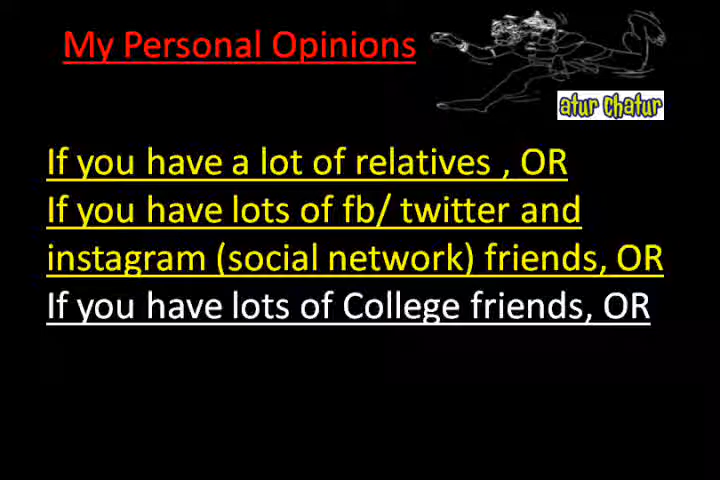 My Personal Opinions
atur chatur
If you have a lot of relatives , OR
If you have lots of fb/ twitter and
instagram (social network) friends, OR
If you have lots of College friends, OR